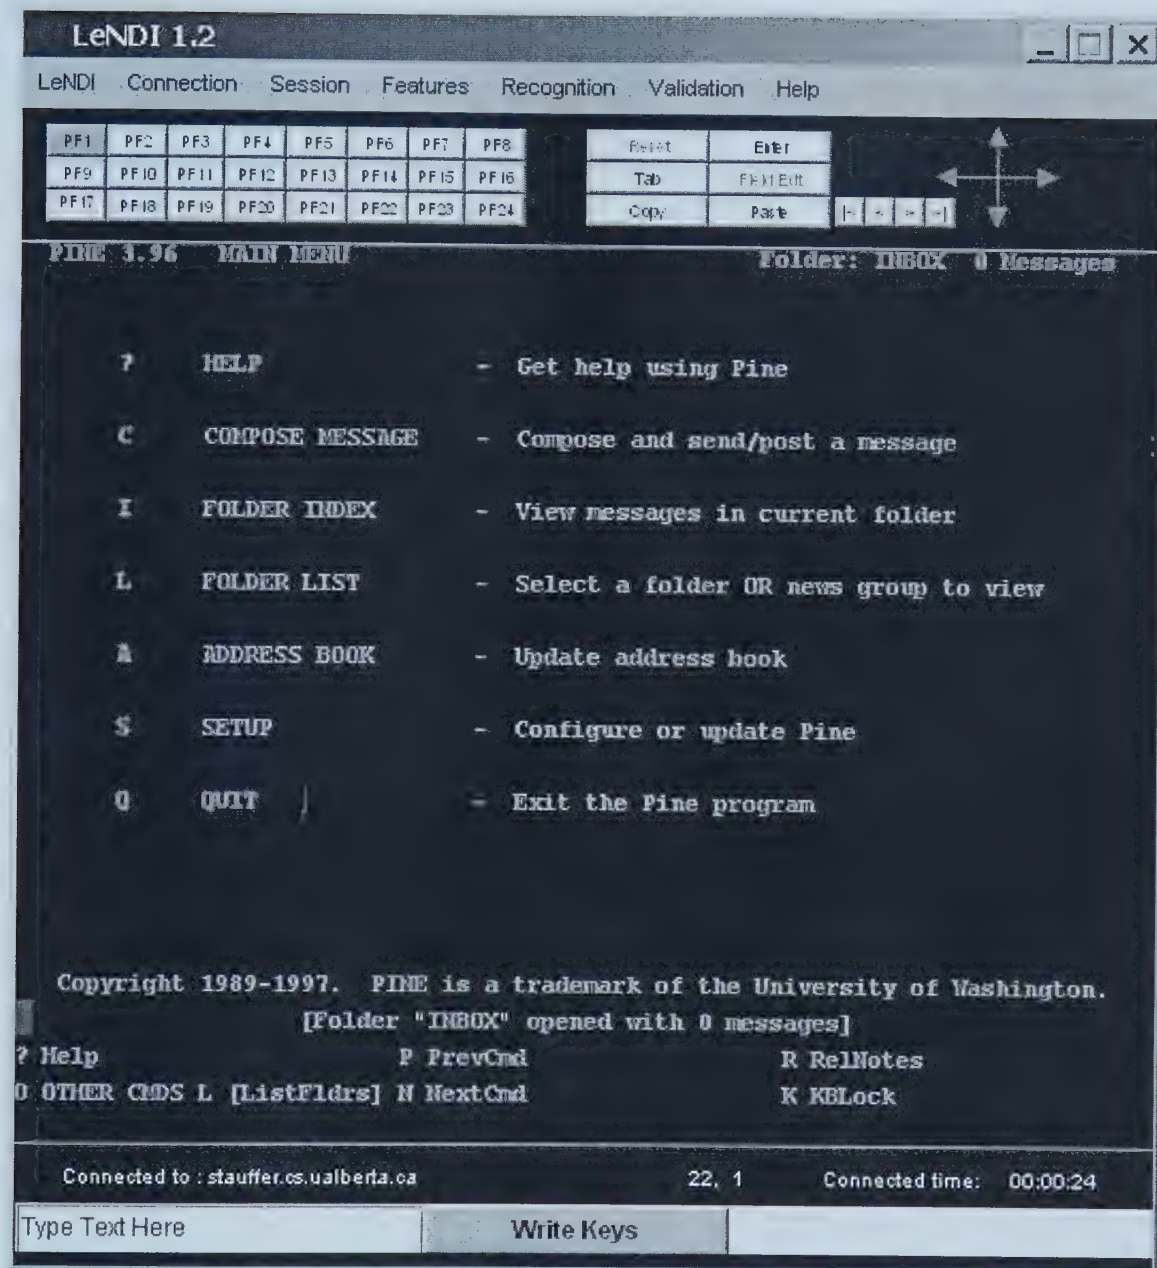 LeNDI 1.2
LeNDI Connection Session Features Recognition Validation Help
PF1 PF2 PF3 PF4 PF5 PF6 PF7 PF8 Reset Enter
PF9 PF10 PF11 PF12 PF13 PF14 PF15 PF16 Tab Field Edit
PF17 PF18 PF19 PF20 PF21 PF22 PF23 PF24 Copy Paste
PINE 3.96 MAIN MENU Folder: INBOX 0 Messages
? HELP - Get help using Pine
C COMPOSE MESSAGE - Compose and send/post a message
I FOLDER INDEX - View messages in current folder
L FOLDER LIST - Select a folder OR news group to view
A ADDRESS BOOK - Update address book
S SETUP - Configure or update Pine
Q QUIT - Exit the Pine program
Copyright 1989-1997. PINE is a trademark of the University of Washington.
[Folder "INBOX" opened with 0 messages]
? Help P PrevCmd R RelNotes
O OTHER CMDS L [ListFldrs] N NextCmd K KBLock
Connected to : stauffer.cs.ualberta.ca 22, 1 Connected time: 00:00:24
Type Text Here Write Keys